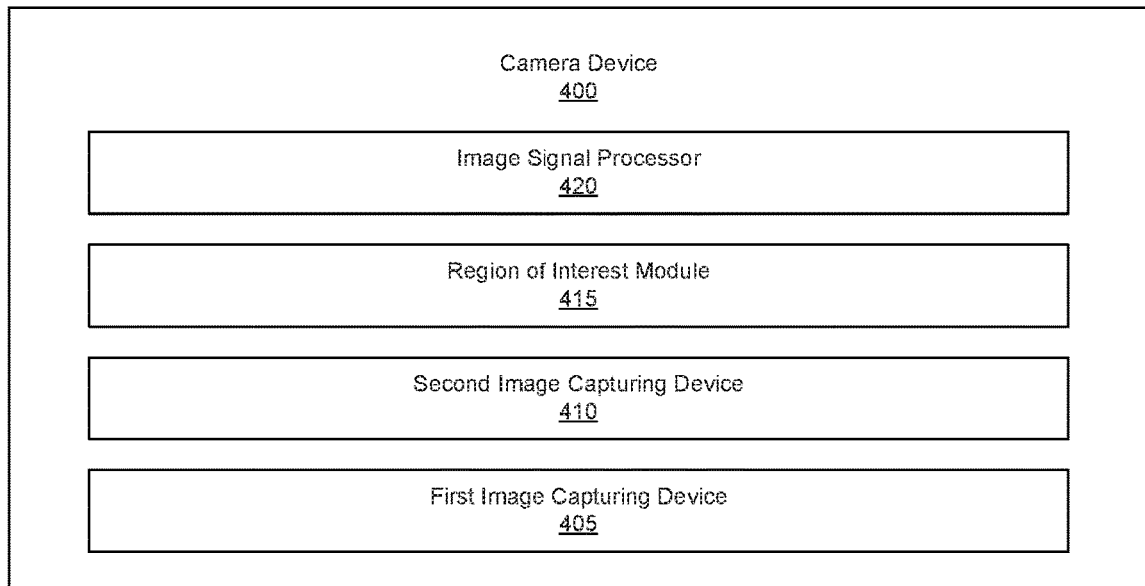 Camera Device
400
Image Signal Processor
420
Region of Interest Module
415
Second Image Capturing Device
410
First Image Capturing Device
405